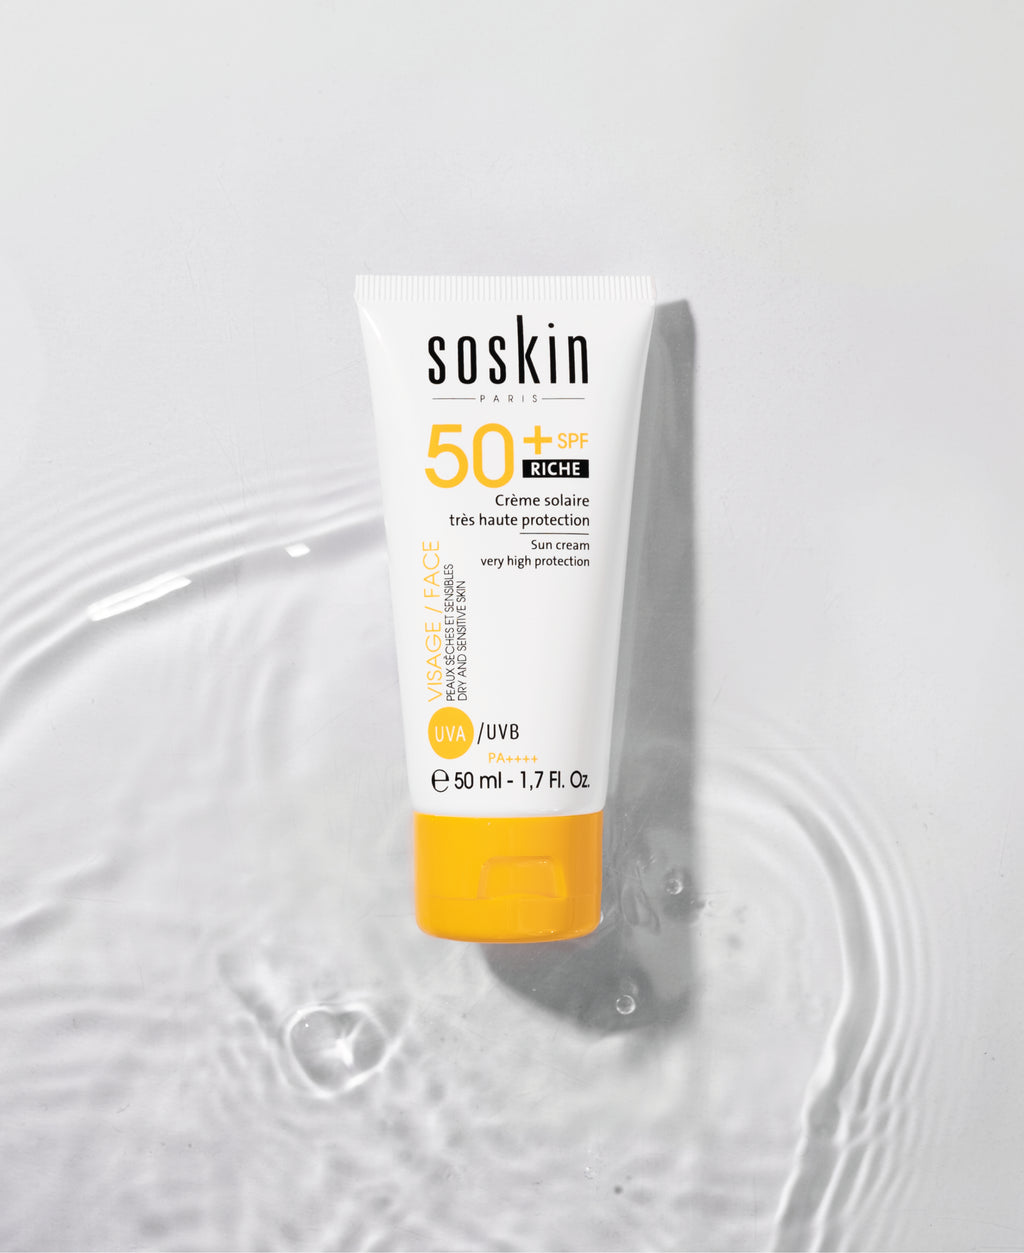 soskin
PARIS
50+ SPF
RICHE
Crème solaire
très haute protection
Sun cream
very high protection
VISAGE / FACE
PEAUX SÈCHES ET SENSIBLES
DRY AND SENSITIVE SKIN
UVA/UVB
PA++++
℮ 50 ml - 1,7 Fl. Oz.